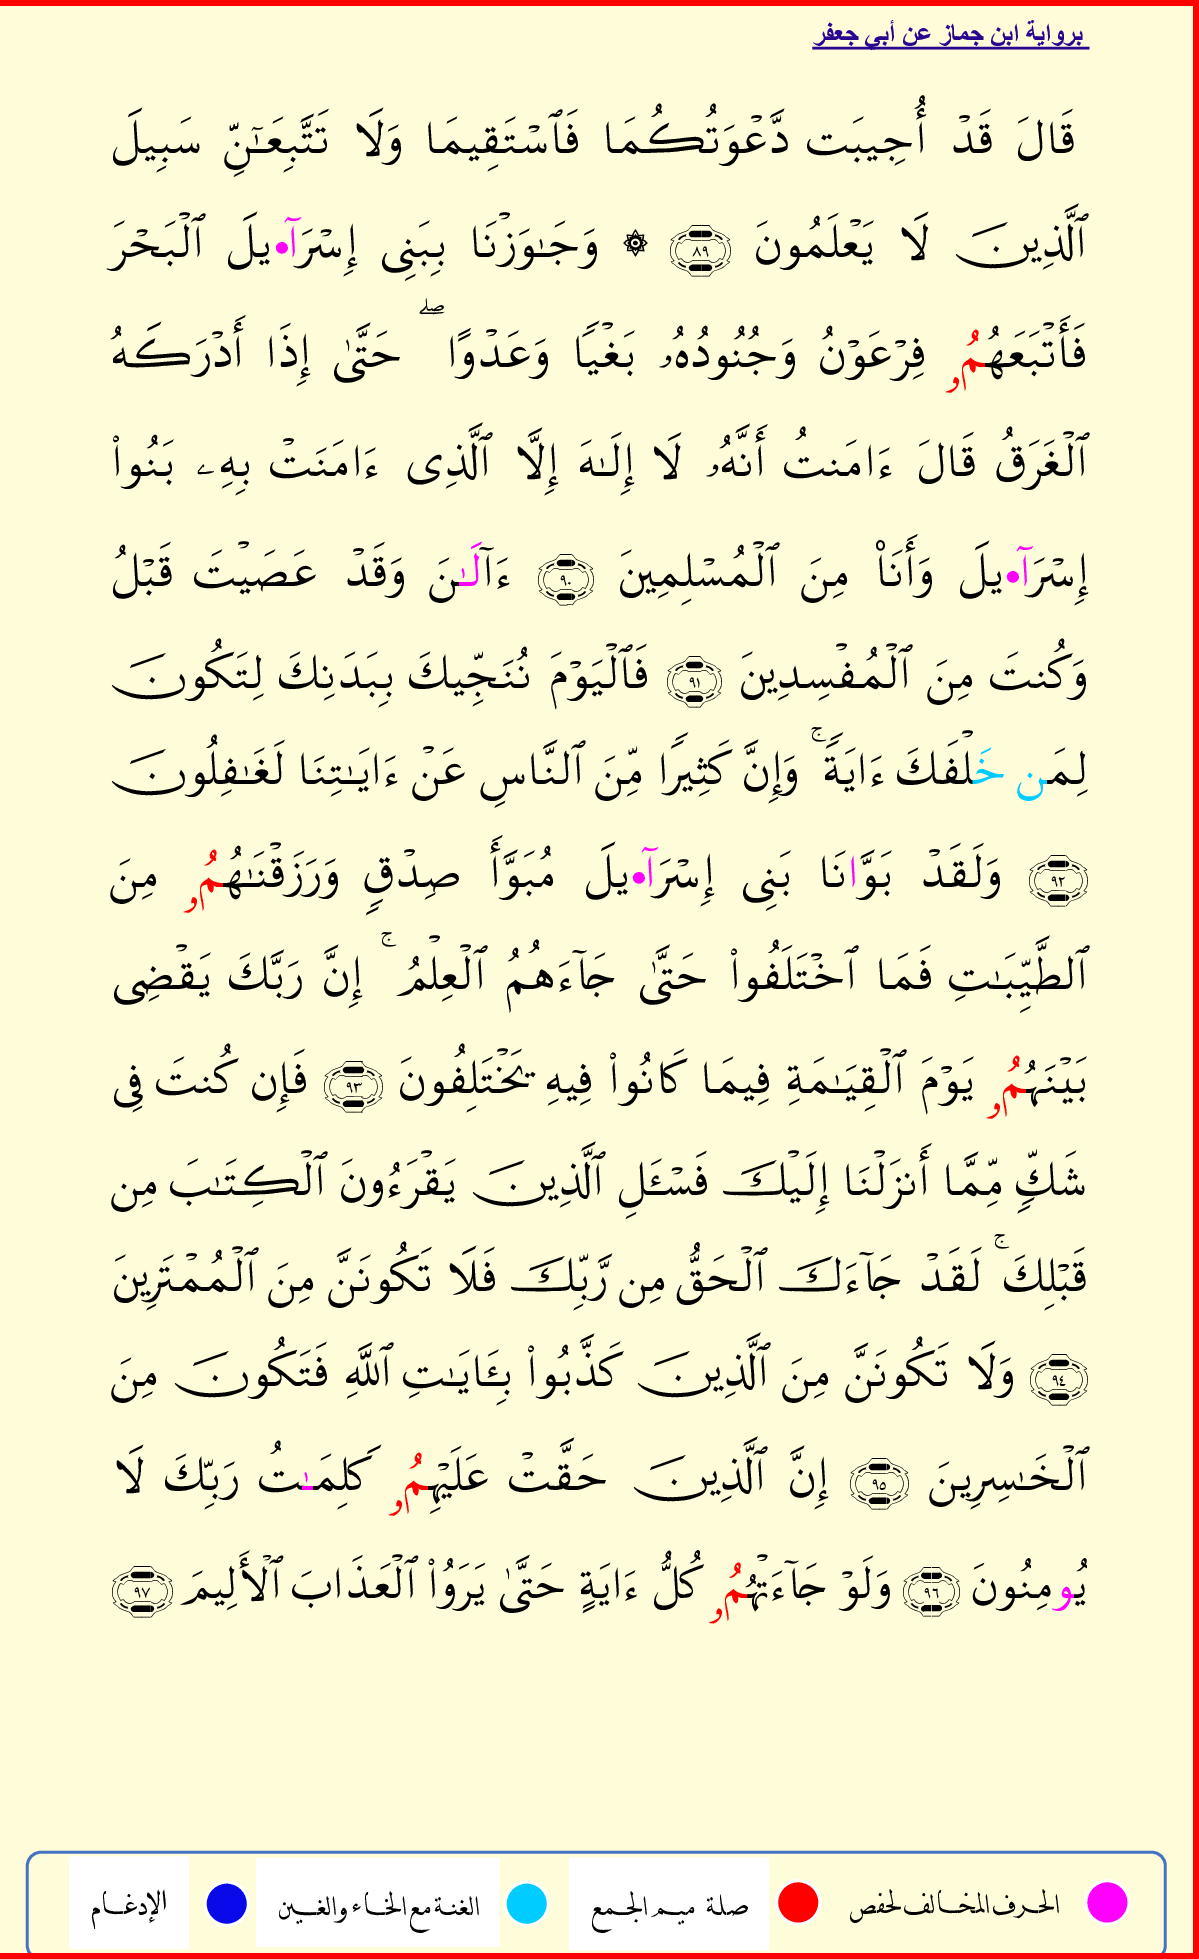 برواية ابن جماز عن أبي جعفر
قَالَ قَدۡ أُجِيبَت دَّعۡوَتُكُمَا فَٱسۡتَقِيمَا وَلَا تَتَّبِعَـٰٓنِّ سَبِيلَ
ٱلَّذِينَ لَا يَعۡلَمُونَ ٨٩ ۞ وَجَـٰوَزۡنَا بِبَنِى إِسۡرَآ•يلَ ٱلۡبَحۡرَ
فَأَتۡبَعَهُمُۥ فِرۡعَوۡنُ وَجُنُودُهُۥ بَغۡيًا وَعَدۡوًا ۖ حَتَّىٰ إِذَا أَدۡرَكَهُ
ٱلۡغَرَقُ قَالَ ءَامَنتُ أَنَّهُۥ لَا إِلَـٰهَ إِلَّا ٱلَّذِى ءَامَنَتۡ بِهِۦ بَنُوا۟
إِسۡرَآ•يلَ وَأَنَا۠ مِنَ ٱلۡمُسۡلِمِينَ ٩٠ ءَآلَـٰنَ وَقَدۡ عَصَيۡتَ قَبۡلُ
وَكُنتَ مِنَ ٱلۡمُفۡسِدِينَ ٩١ فَٱلۡيَوۡمَ نُنَجِّيكَ بِبَدَنِكَ لِتَكُونَ
لِمَن خَلۡفَكَ ءَايَةً ۚ وَإِنَّ كَثِيرًا مِّنَ ٱلنَّاسِ عَنۡ ءَايَـٰتِنَا لَغَـٰفِلُونَ
٩٢ وَلَقَدۡ بَوَّانَا بَنِى إِسۡرَآ•يلَ مُبَوَّأَ صِدۡقٍ وَرَزَقۡنَـٰهُمُۥ مِنَ
ٱلطَّيِّبَـٰتِ فَمَا ٱخۡتَلَفُوا۟ حَتَّىٰ جَآءَهُمُ ٱلۡعِلۡمُ ۚ إِنَّ رَبَّكَ يَقۡضِى
بَيۡنَهُمُۥ يَوۡمَ ٱلۡقِيَـٰمَةِ فِيمَا كَانُوا۟ فِيهِ يَخۡتَلِفُونَ ٩٣ فَإِن كُنتَ فِى
شَكٍّ مِّمَّا أَنزَلۡنَا إِلَيۡكَ فَسۡـَٔلِ ٱلَّذِينَ يَقۡرَءُونَ ٱلۡكِتَـٰبَ مِن
قَبۡلِكَ ۚ لَقَدۡ جَآءَكَ ٱلۡحَقُّ مِن رَّبِّكَ فَلَا تَكُونَنَّ مِنَ ٱلۡمُمۡتَرِينَ
٩٤ وَلَا تَكُونَنَّ مِنَ ٱلَّذِينَ كَذَّبُوا۟ بِـَٔايَـٰتِ ٱللَّهِ فَتَكُونَ مِنَ
ٱلۡخَـٰسِرِينَ ٩٥ إِنَّ ٱلَّذِينَ حَقَّتۡ عَلَيۡهِمُۥ كَلِمَـٰتُ رَبِّكَ لَا
يُومِنُونَ ٩٦ وَلَوۡ جَآءَتۡهُمُۥ كُلُّ ءَايَةٍ حَتَّىٰ يَرَوُا۟ ٱلۡعَذَابَ ٱلۡأَلِيمَ ٩٧
الحرف المخالف لحفص صلة ميم الجمع الغنة مع الخاء والغين الإدغام